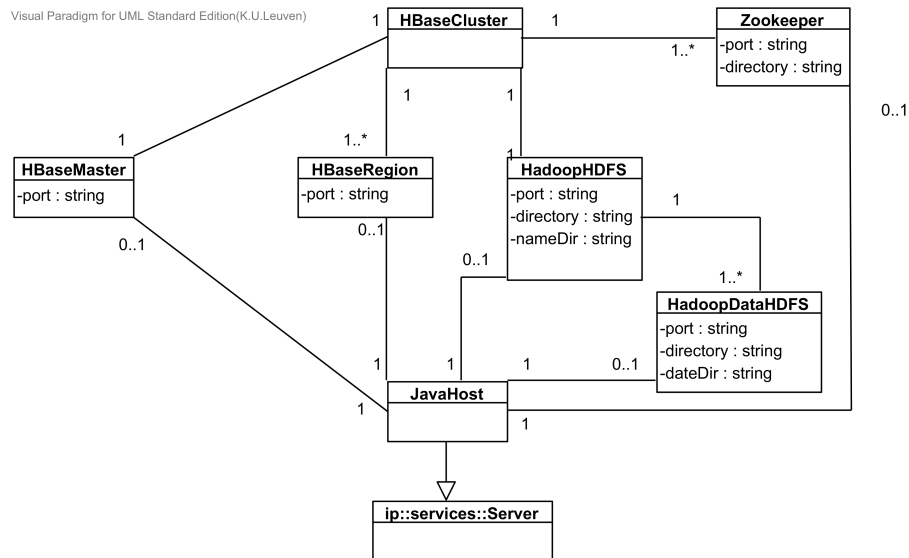 Visual Paradigm for UML Standard Edition(K.U.Leuven)
1
HBaseCluster
1
1..*
Zookeeper
-port : string
-directory : string
0..1
1
1
1
1..*
1
HBaseMaster
-port : string
0..1
HBaseRegion
-port : string
0..1
HadoopHDFS
-port : string
-directory : string
-nameDir : string
1
0..1
1..*
HadoopDataHDFS
-port : string
-directory : string
-dateDir : string
1
1
1
0..1
JavaHost
1
1
ip::services::Server